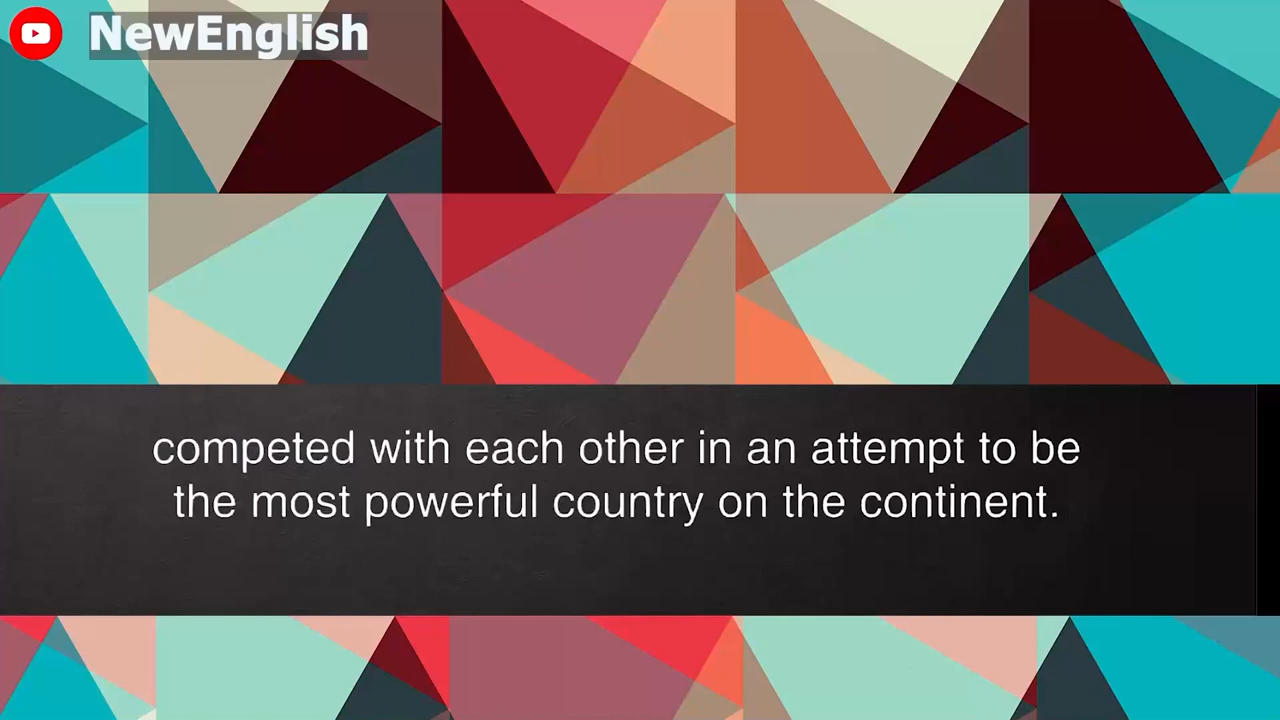 NewEnglish
competed with each other in an attempt to be
the most powerful country on the continent.